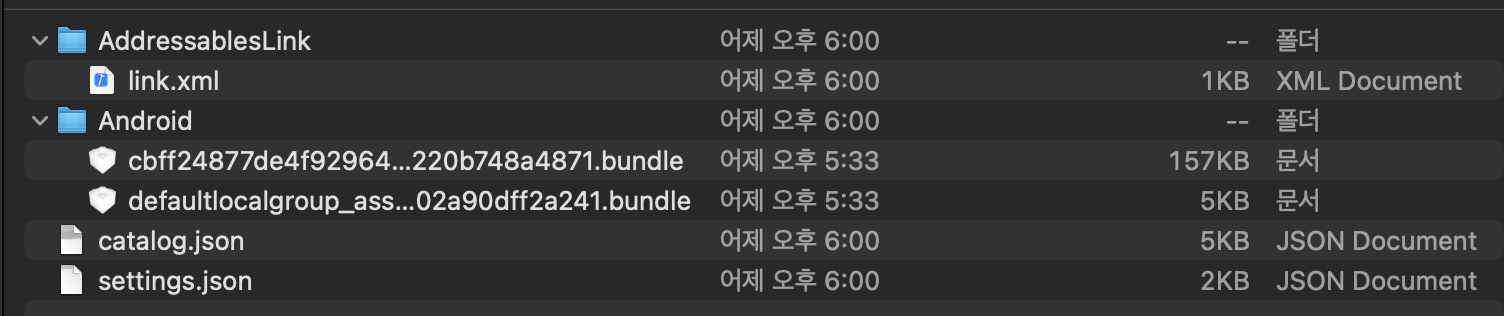 AddressablesLink 어제 오후 6:00 -- 폴더
link.xml 어제 오후 6:00 1KB XML Document
Android 어제 오후 6:00 -- 폴더
cbff24877de4f92964...220b748a4871.bundle 어제 오후 5:33 157KB 문서
defaultlocalgroup_ass...02a90dff2a241.bundle 어제 오후 5:33 5KB 문서
catalog.json 어제 오후 6:00 5KB JSON Document
settings.json 어제 오후 6:00 2KB JSON Document